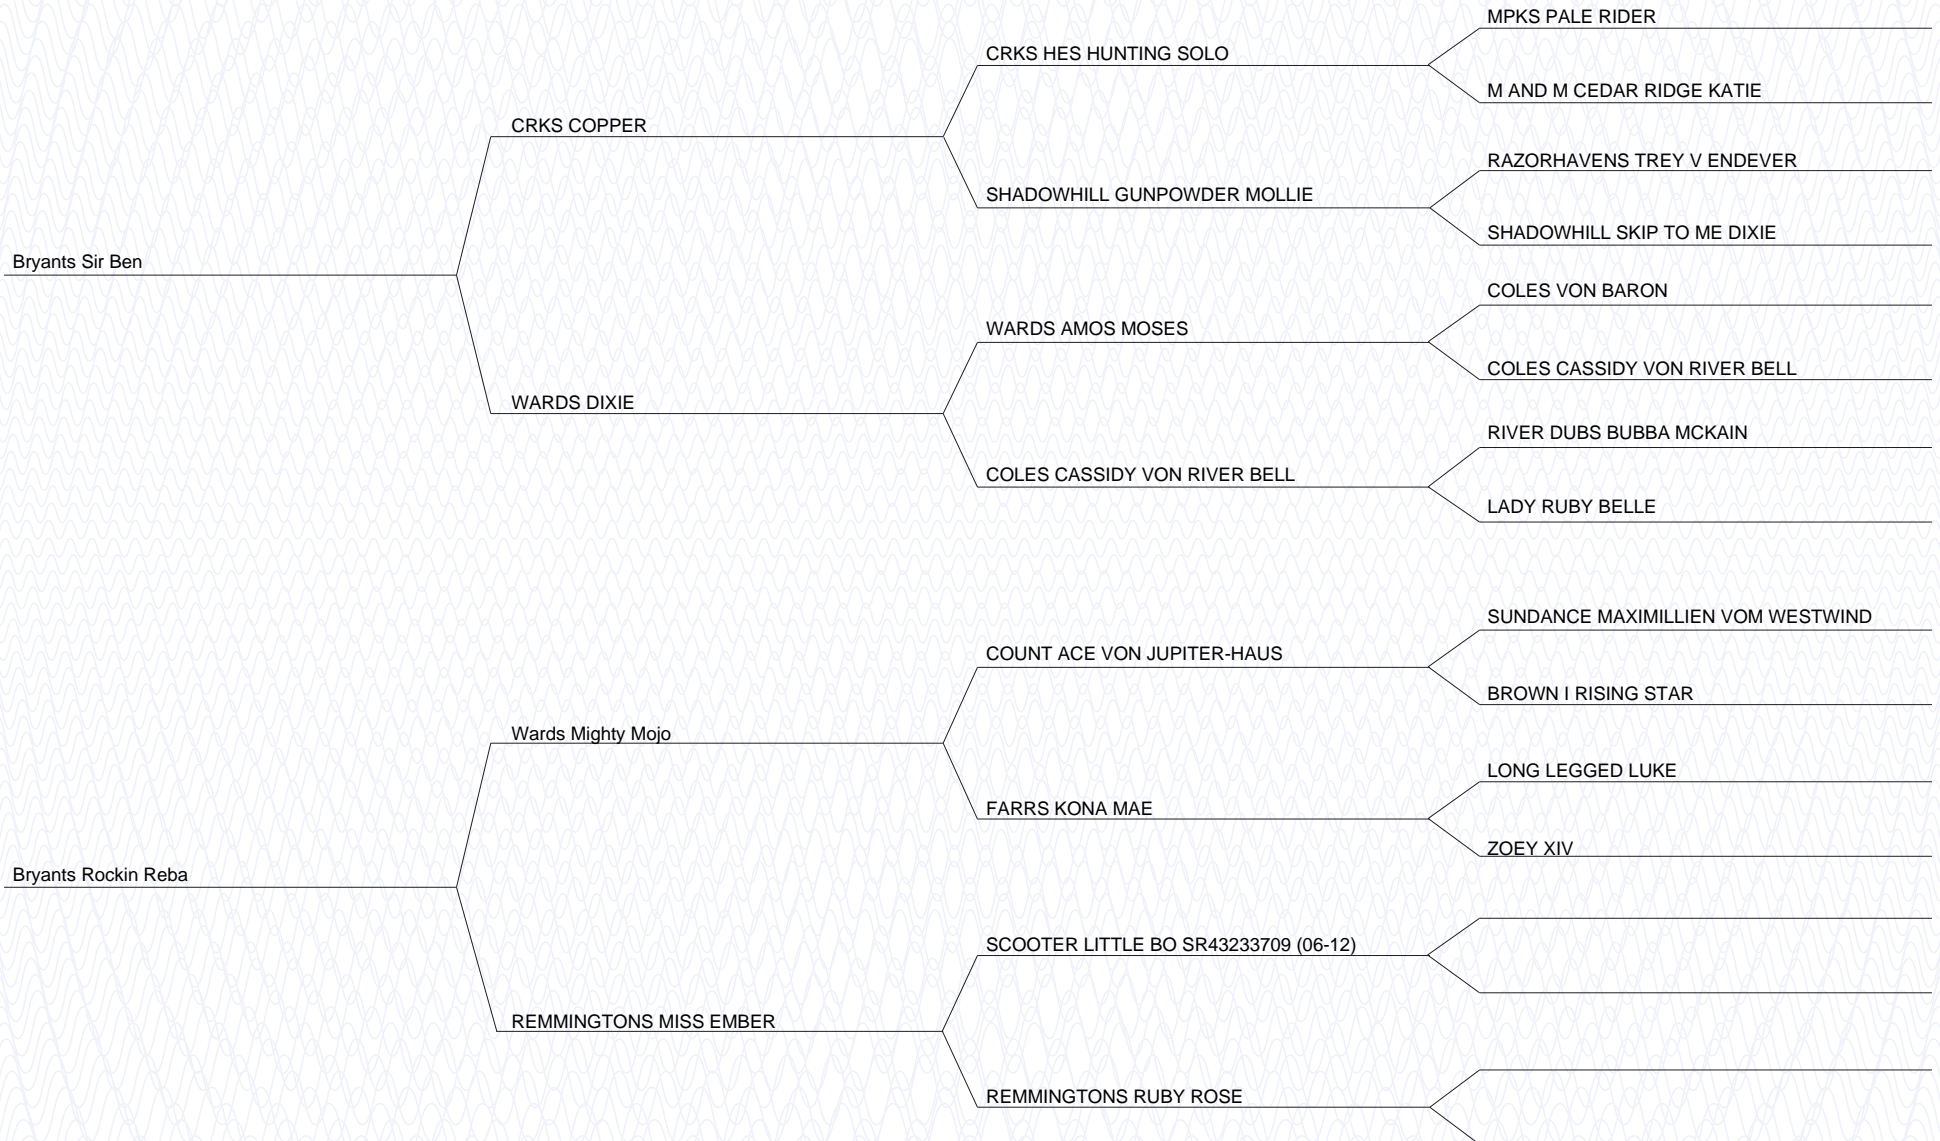 MPKS PALE RIDER
CRKS HES HUNTING SOLO
M AND M CEDAR RIDGE KATIE
CRKS COPPER
RAZORHAVENS TREY V ENDEVER
SHADOWHILL GUNPOWDER MOLLIE
SHADOWHILL SKIP TO ME DIXIE
Bryants Sir Ben
COLES VON BARON
WARDS AMOS MOSES
COLES CASSIDY VON RIVER BELL
WARDS DIXIE
RIVER DUBS BUBBA MCKAIN
COLES CASSIDY VON RIVER BELL
LADY RUBY BELLE
SUNDANCE MAXIMILLIEN VOM WESTWIND
COUNT ACE VON JUPITER-HAUS
BROWN I RISING STAR
Wards Mighty Mojo
LONG LEGGED LUKE
FARRS KONA MAE
ZOEY XIV
Bryants Rockin Reba
SCOOTER LITTLE BO SR43233709 (06-12)
REMMINGTONS MISS EMBER
REMMINGTONS RUBY ROSE